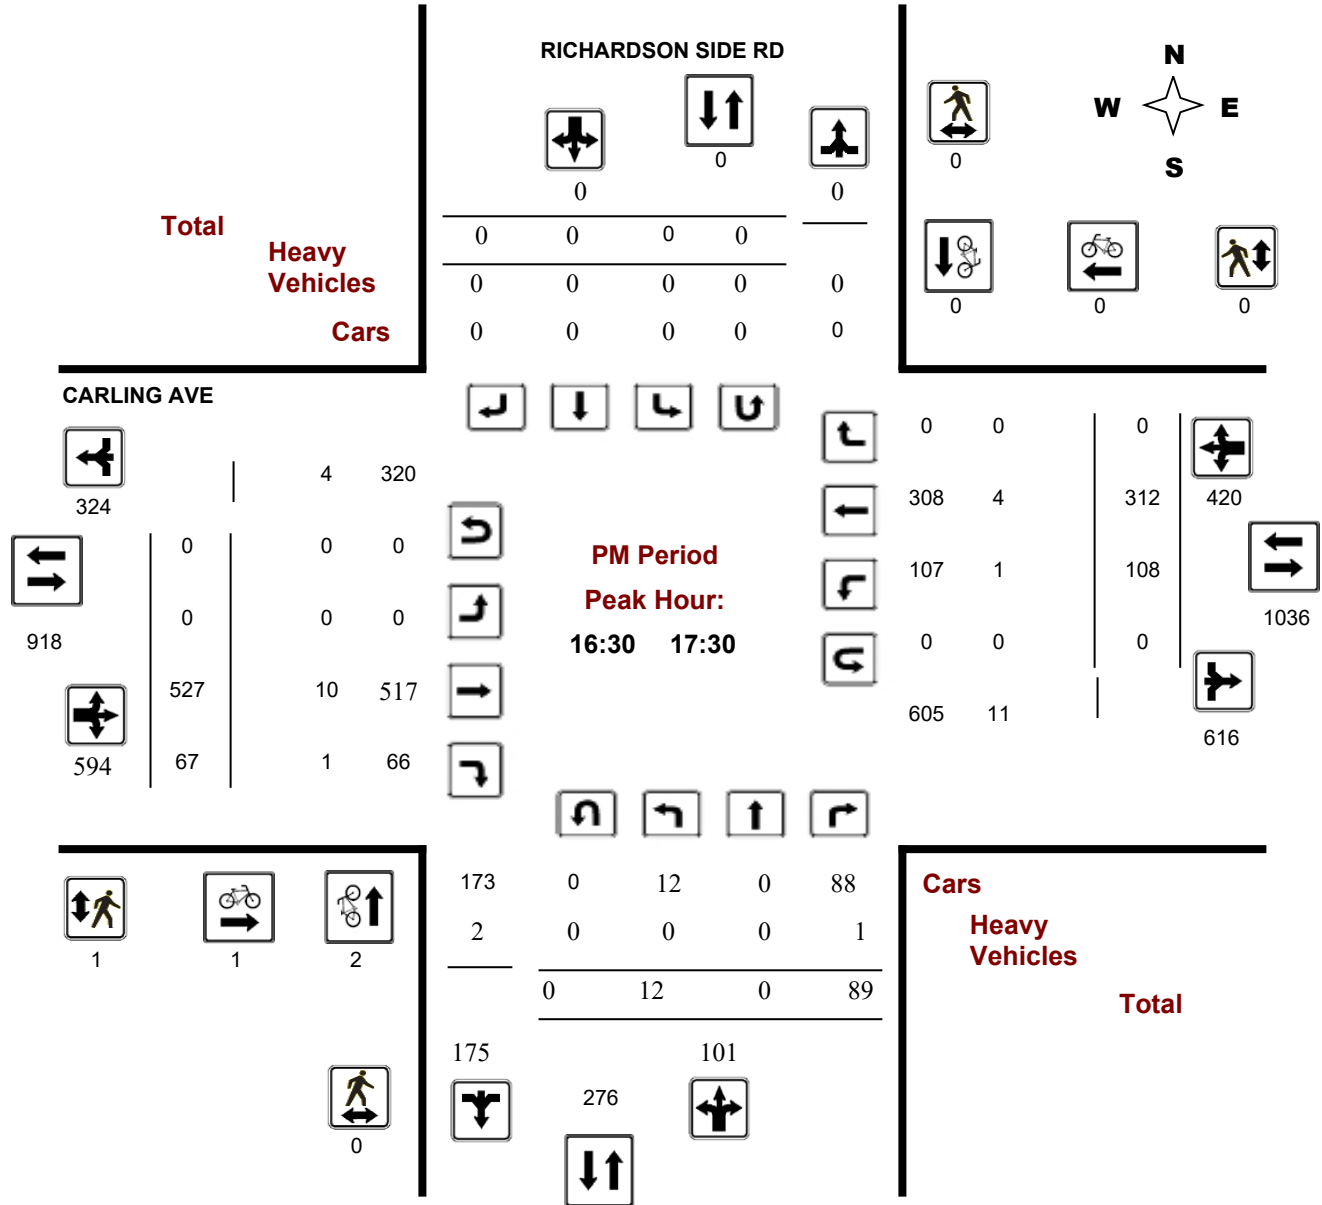 RICHARDSON SIDE RD
N
W E
S
0
0
0 0
Total
0 0 0 0
Heavy
Vehicles
0 0 0 0 0
0 0 0
Cars
0 0 0 0 0
CARLING AVE
0 0 0
4 320
324
308 4 312 420
0 0 0
PM Period
107 1 108
Peak Hour:
0 0 0
1036
918
16:30 17:30
0 0 0
527 10 517
605 11
616
594 67 1 66
173 0 12 0 88
Cars
2 0 0 0 1
Heavy
Vehicles
1 1 2
0 12 0 89
Total
175 101
276
0